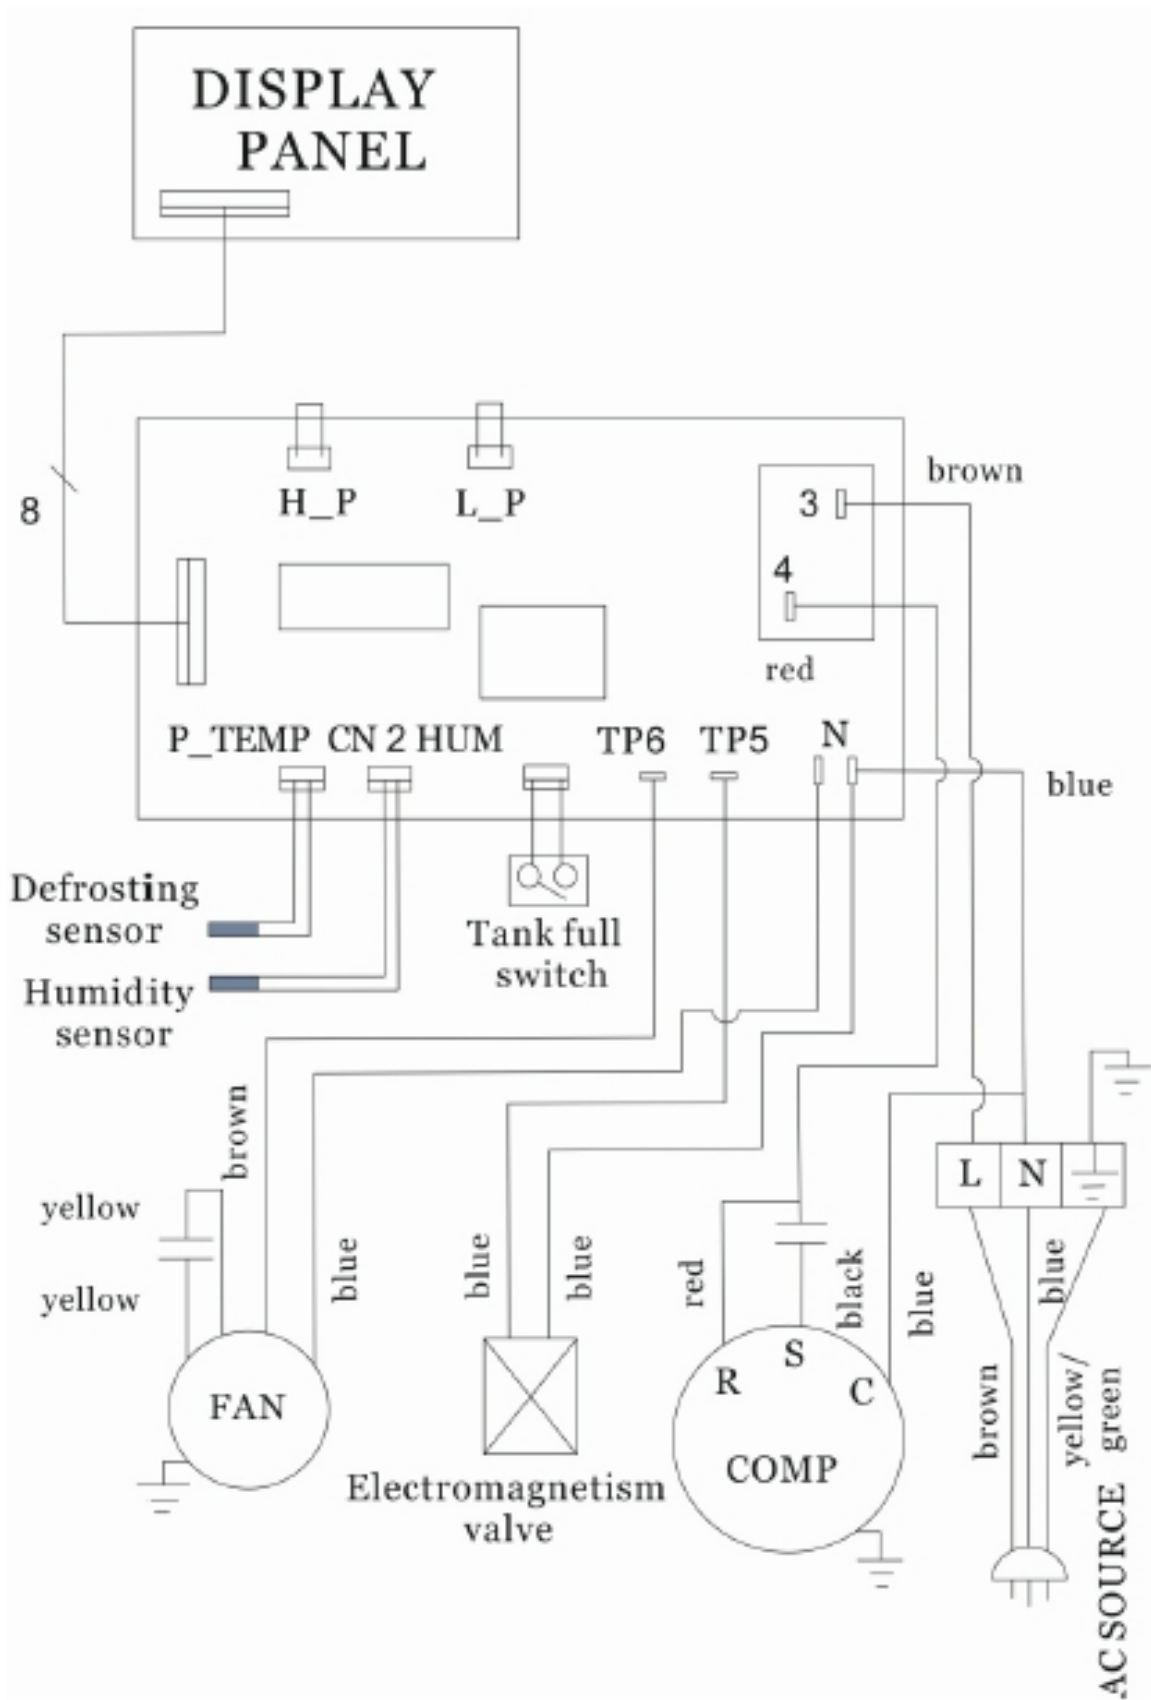 DISPLAY
PANEL
8
H_P
L_P
3
brown
4
red
P_TEMP
CN 2 HUM
TP6
TP5
N
blue
Defrosting
sensor
Humidity
sensor
Tank full
switch
brown
yellow
yellow
blue
FAN
blue
blue
Electromagnetism
valve
red
black
blue
R
S
C
COMP
L
N
blue
brown
yellow/
green
AC SOURCE